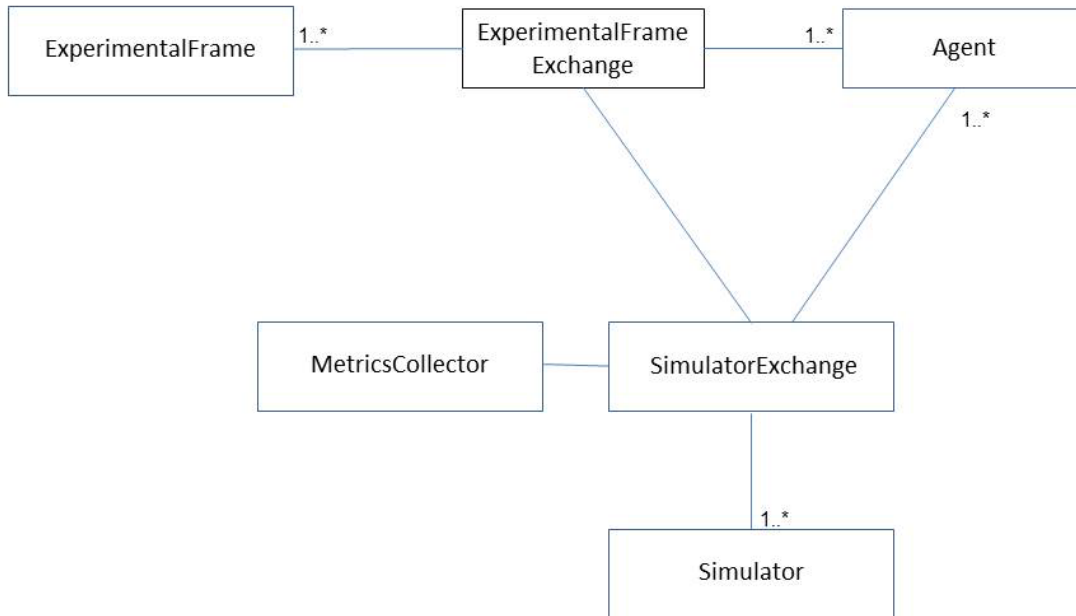 ExperimentalFrame
1..*
ExperimentalFrame
Exchange
1..*
Agent
1..*
MetricsCollector
SimulatorExchange
1..*
Simulator